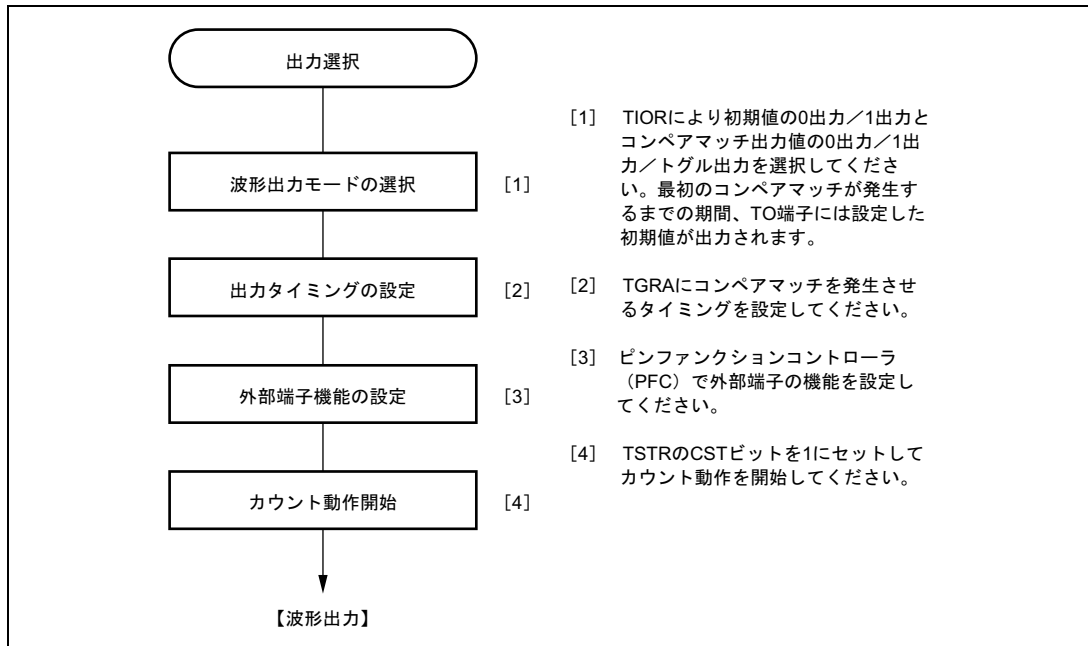 出力選択
波形出力モードの選択
[1]
出力タイミングの設定
[2]
外部端子機能の設定
[3]
カウント動作開始
[4]
【波形出力】
[1] TIORにより初期値の0出力／1出力と
コンペアマッチ出力値の0出力／1出
力／トグル出力を選択してくださ
い。最初のコンペアマッチが発生す
るまでの期間、TO端子には設定した
初期値が出力されます。
[2] TGRAにコンペアマッチを発生させ
るタイミングを設定してください。
[3] ピンファンクションコントローラ
（PFC）で外部端子の機能を設定し
てください。
[4] TSTRのCSTビットを1にセットして
カウント動作を開始してください。